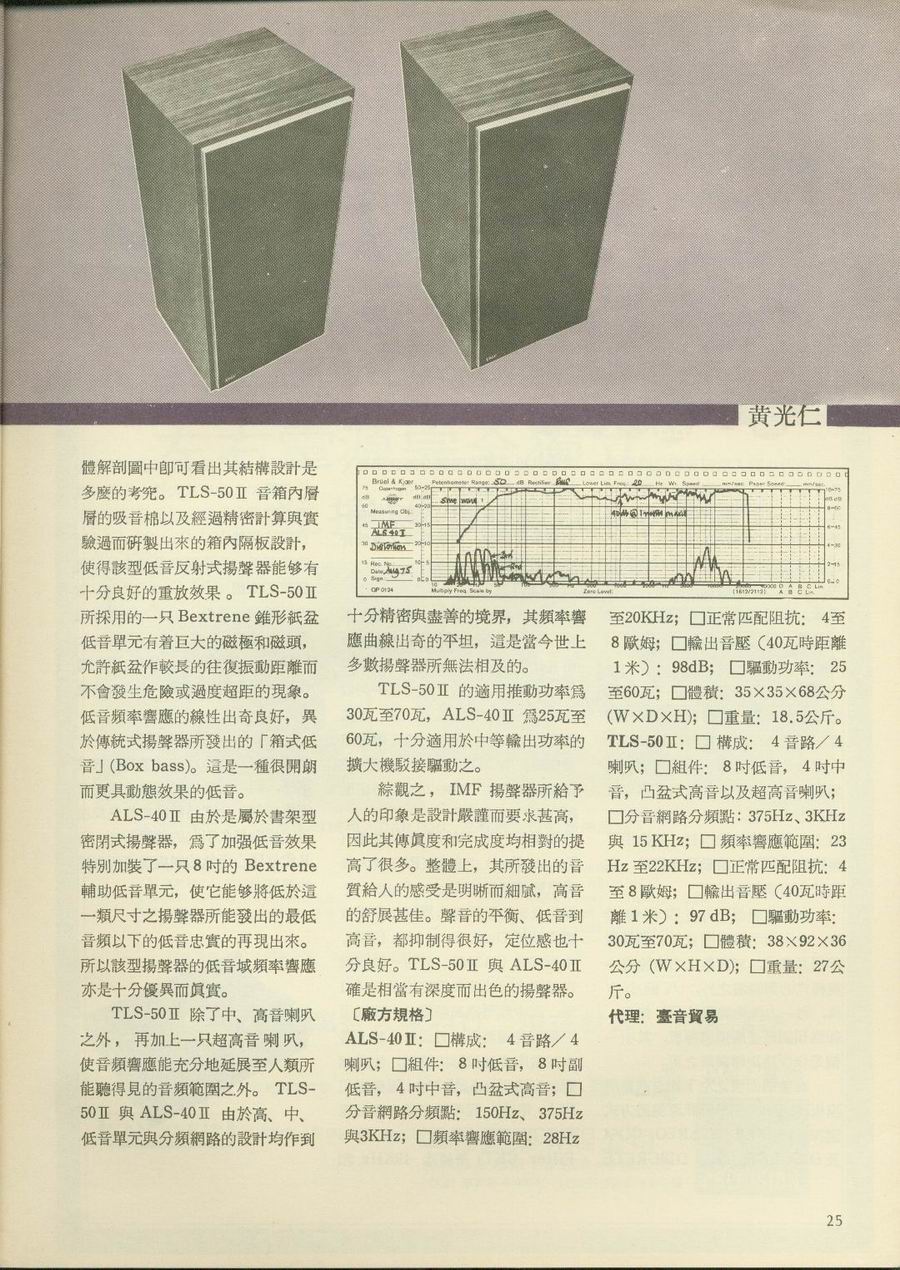 黃光仁
體解剖圖中卽可看出其結構設計是
多麼的考究。TLS-50Ⅱ 音箱內層
層的吸音棉以及經過精密計算與實
驗過而硏製出來的箱內隔板設計，
使得該型低音反射式揚聲器能够有
十分良好的重放效果。TLS-50Ⅱ
所採用的一只 Bextrene 錐形紙盆
低音單元有着巨大的磁極和磁頭，
允許紙盆作較長的往復振動距離而
不會發生危險或過度超距的現象。
低音頻率響應的線性出奇良好，異
於傳統式揚聲器所發出的「箱式低
音」(Box bass)。這是一種很開朗
而更具動態效果的低音。
ALS-40Ⅱ 由於是屬於書架型
密閉式揚聲器，爲了加强低音效果
特別加裝了一只8吋的 Bextrene
輔助低音單元，使它能够將低於這
一類尺寸之揚聲器所能發出的最低
音頻以下的低音忠實的再現出來。
所以該型揚聲器的低音域頻率響應
亦是十分優異而眞實。
TLS-50Ⅱ 除了中、高音喇叭
之外，再加上一只超高音喇叭，
使音頻響應能充分地延展至人類所
能聽得見的音頻範圍之外。TLS-
50Ⅱ 與 ALS-40Ⅱ 由於高、中、
低音單元與分頻網路的設計均作到
Brüel & Kjær
Copenhagen
Potentiometer Range: 50 dB Rectifier: RMS Lower Lim. Freq.: 20 Hz Wr. Speed: mm/sec. Paper Speed: mm/sec.
Sine wave
90dB @ 1 meter on axis
Measuring Obj.:
IMF
ALS 40 II
Distortion
2nd
3rd
Rec. No.:
Date: Aug 75
Sign.:
QP 0124
Multiply Freq. Scale by
Zero Level:
(1612/2112)
A B C Lin.
十分精密與盡善的境界，其頻率響
應曲線出奇的平坦，這是當今世上
多數揚聲器所無法相及的。
TLS-50Ⅱ 的適用推動功率爲
30瓦至70瓦，ALS-40Ⅱ 爲25瓦至
60瓦，十分適用於中等輸出功率的
擴大機駁接驅動之。
綜觀之，IMF 揚聲器所給予
人的印象是設計嚴謹而要求甚高，
因此其傳眞度和完成度均相對的提
高了很多。整體上，其所發出的音
質給人的感受是明晰而細膩，高音
的舒展甚佳。聲音的平衡、低音到
高音，都抑制得很好，定位感也十
分良好。TLS-50Ⅱ 與 ALS-40Ⅱ
確是相當有深度而出色的揚聲器。
〔廠方規格〕
ALS-40Ⅱ：□構成：4音路／4
喇叭；□組件：8吋低音，8吋副
低音，4吋中音，凸盆式高音；□
分音網路分頻點：150Hz、375Hz
與3KHz；□頻率響應範圍：28Hz
至20KHz；□正常匹配阻抗：4至
8歐姆；□輸出音壓（40瓦時距離
1米）：98dB；□驅動功率：25
至60瓦；□體積：35×35×68公分
(W×D×H)；□重量：18.5公斤。
TLS-50Ⅱ：□構成：4音路／4
喇叭；□組件：8吋低音，4吋中
音，凸盆式高音以及超高音喇叭；
□分音網路分頻點：375Hz、3KHz
與 15KHz；□頻率響應範圍：23
Hz 至22KHz；□正常匹配阻抗：4
至8歐姆；□輸出音壓（40瓦時距
離1米）：97 dB；□驅動功率：
30瓦至70瓦；□體積：38×92×36
公分 (W×H×D)；□重量：27公
斤。
代理：臺音貿易
25